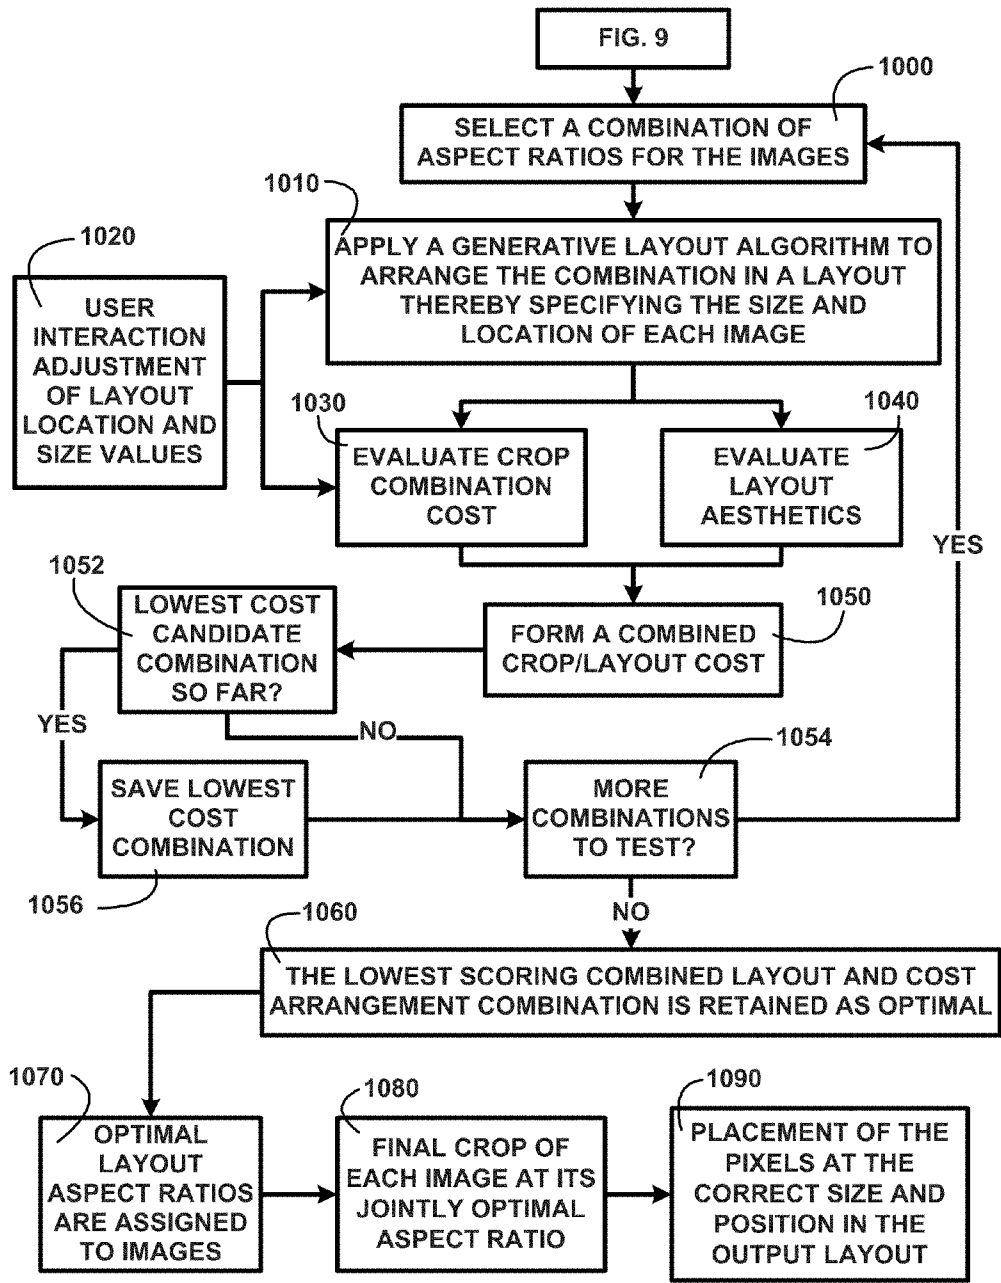 FIG. 9
1000
SELECT A COMBINATION OF
ASPECT RATIOS FOR THE IMAGES
1010
APPLY A GENERATIVE LAYOUT ALGORITHM TO
ARRANGE THE COMBINATION IN A LAYOUT
THEREBY SPECIFYING THE SIZE AND
LOCATION OF EACH IMAGE
1020
USER
INTERACTION
ADJUSTMENT
OF LAYOUT
LOCATION AND
SIZE VALUES
1030
EVALUATE CROP
COMBINATION
COST
1040
EVALUATE
LAYOUT
AESTHETICS
YES
1050
FORM A COMBINED
CROP/LAYOUT COST
1052
LOWEST COST
CANDIDATE
COMBINATION
SO FAR?
YES
NO
1054
MORE
COMBINATIONS
TO TEST?
SAVE LOWEST
COST
COMBINATION
1056
NO
1060
THE LOWEST SCORING COMBINED LAYOUT AND COST
ARRANGEMENT COMBINATION IS RETAINED AS OPTIMAL
1070
OPTIMAL
LAYOUT
ASPECT RATIOS
ARE ASSIGNED
TO IMAGES
1080
FINAL CROP OF
EACH IMAGE AT ITS
JOINTLY OPTIMAL
ASPECT RATIO
1090
PLACEMENT OF THE
PIXELS AT THE
CORRECT SIZE AND
POSITION IN THE
OUTPUT LAYOUT